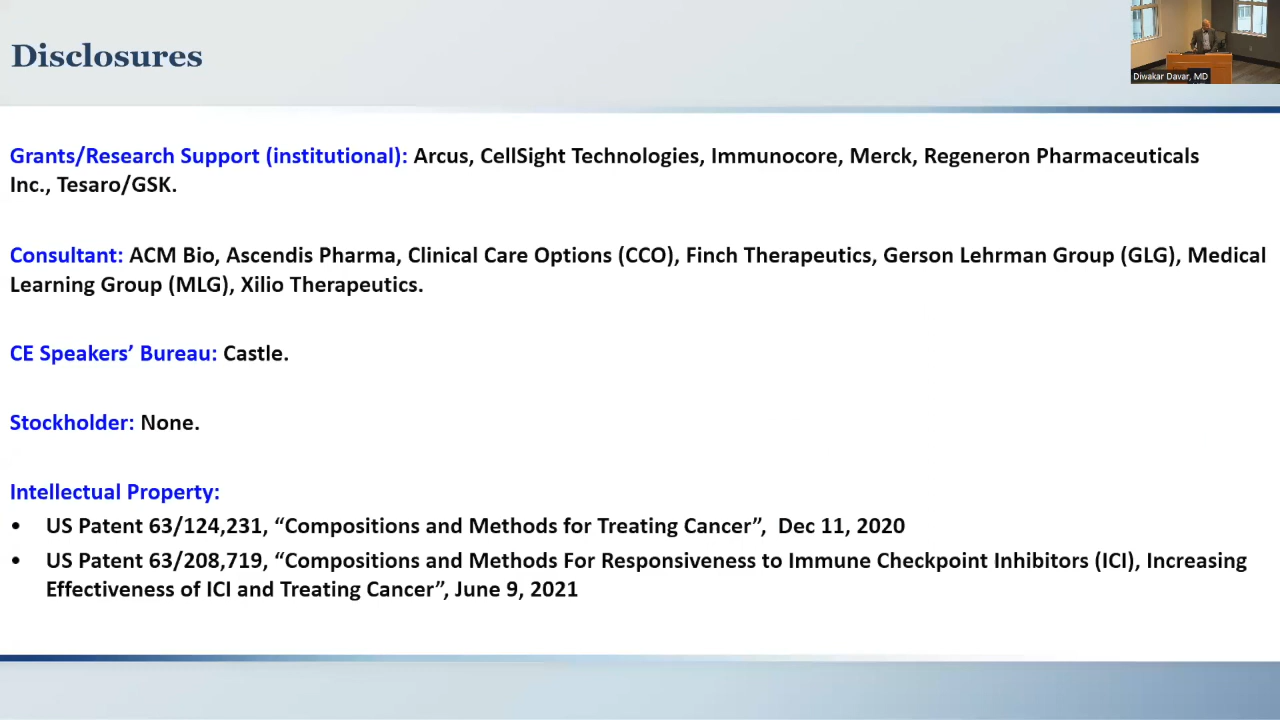 Disclosures
Diwakar Davar, MD
Grants/Research Support (institutional): Arcus, CellSight Technologies, Immunocore, Merck, Regeneron Pharmaceuticals
Inc., Tesaro/GSK.
Consultant: ACM Bio, Ascendis Pharma, Clinical Care Options (CCO), Finch Therapeutics, Gerson Lehrman Group (GLG), Medical
Learning Group (MLG), Xilio Therapeutics.
CE Speakers’ Bureau: Castle.
Stockholder: None.
Intellectual Property:
• US Patent 63/124,231, “Compositions and Methods for Treating Cancer”, Dec 11, 2020
• US Patent 63/208,719, “Compositions and Methods For Responsiveness to Immune Checkpoint Inhibitors (ICI), Increasing
Effectiveness of ICI and Treating Cancer”, June 9, 2021